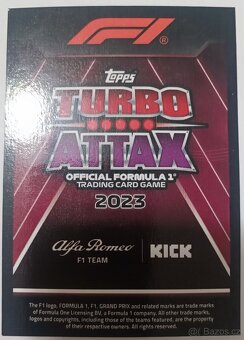 F1
topps
TURBO
ATTAX
OFFICIAL FORMULA 1®
TRADING CARD GAME
2023
Alfa Romeo
F1 TEAM
KICK
The F1 logo, FORMULA 1, F1, GRAND PRIX and related marks are trade marks
of Formula One Licensing BV, a Formula 1 company. All other trade marks,
logos and copyrights, including those of the teams featured, are the property
of their respective owners. All rights reserved.